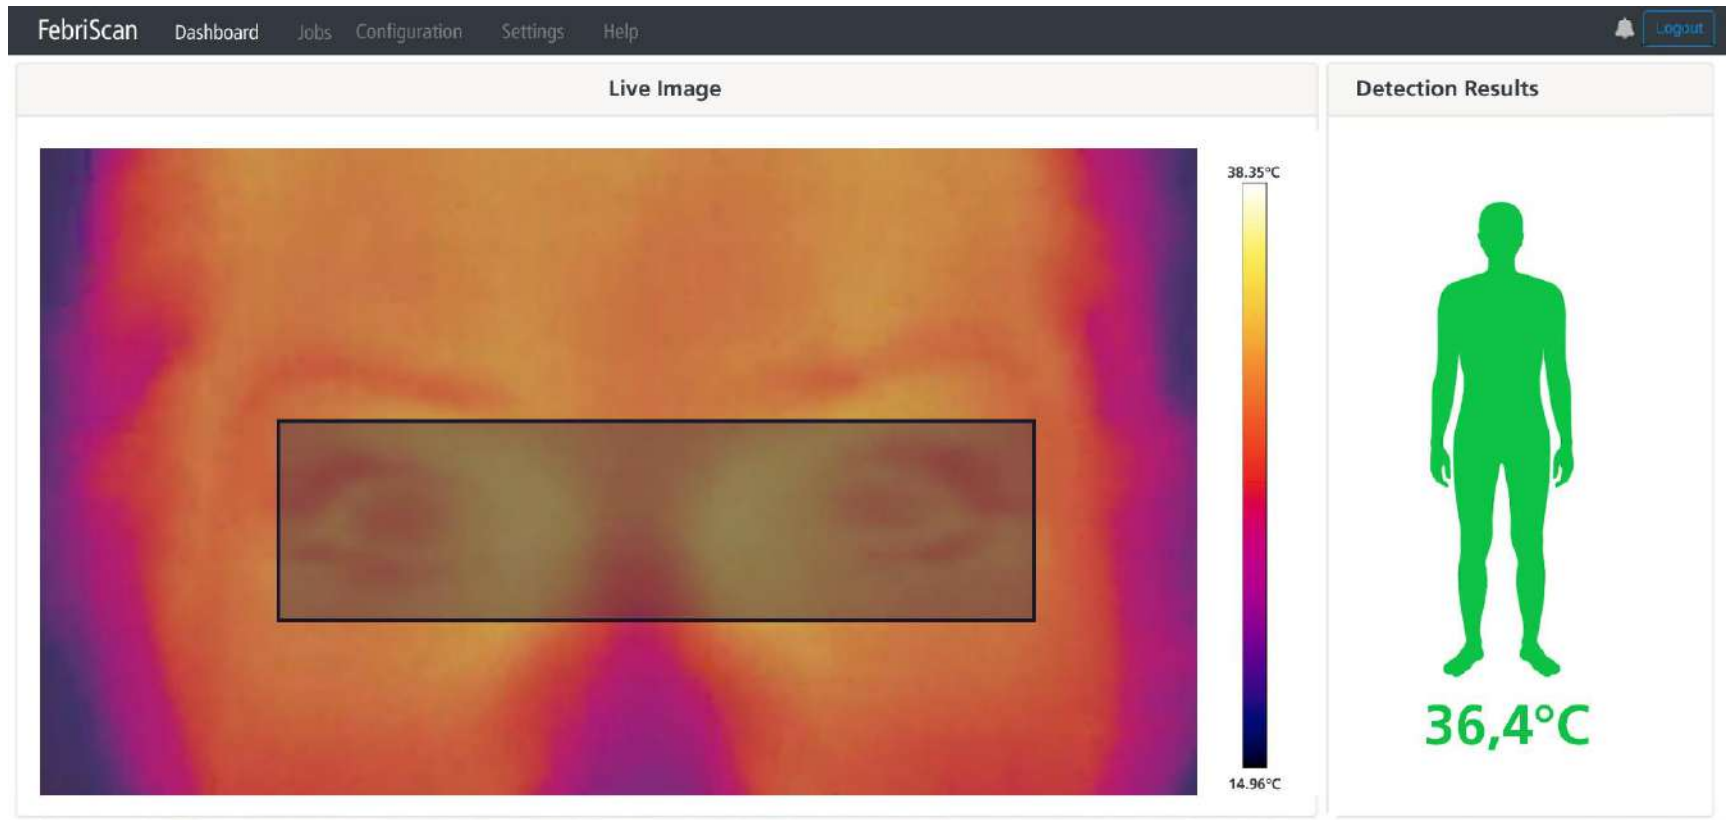 FebriScan Dashboard Jobs Configuration Settings Help Logout
Live Image
Detection Results
38.35°C
14.96°C
36,4°C